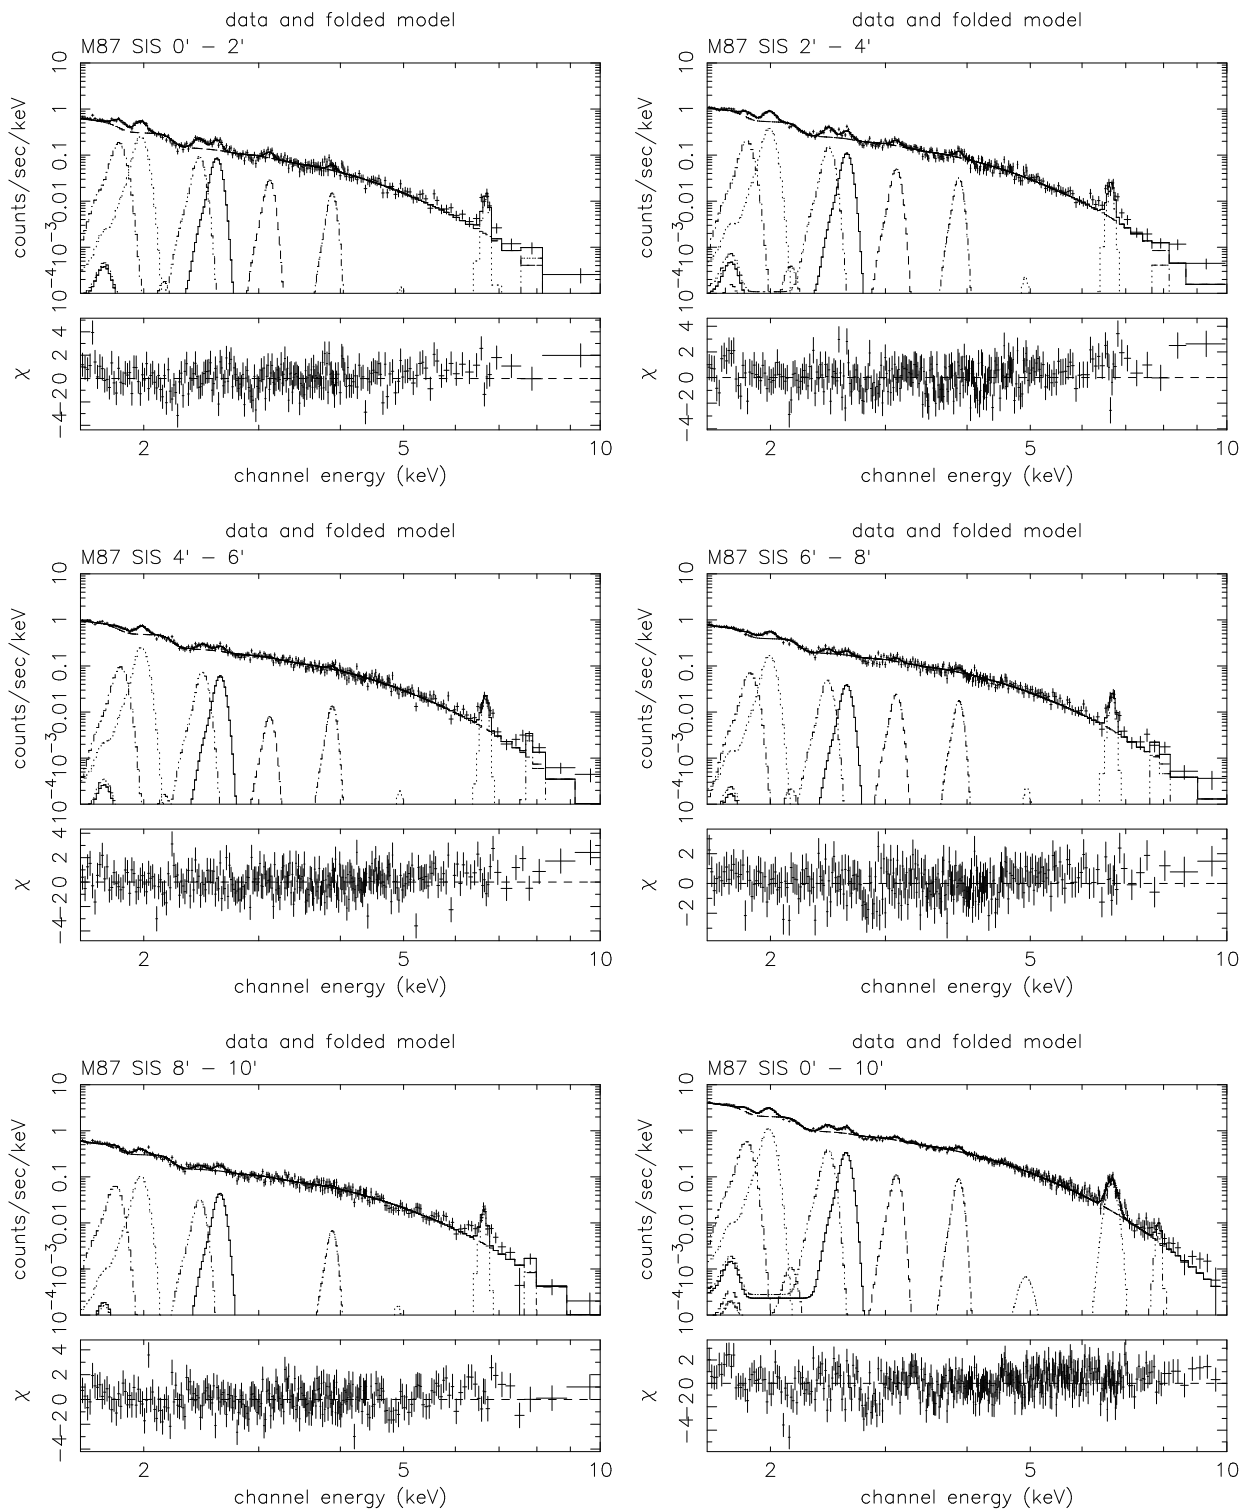 data and folded model
M87 SIS 0' – 2'
counts/sec/keV
10
1
0.1
0.01
10⁻³
10⁻⁴
χ
4
2
0
−2
−4
2
5
10
channel energy (keV)
data and folded model
M87 SIS 2' – 4'
counts/sec/keV
10
1
0.1
0.01
10⁻³
10⁻⁴
χ
4
2
0
−2
−4
2
5
10
channel energy (keV)
data and folded model
M87 SIS 4' – 6'
counts/sec/keV
10
1
0.1
0.01
10⁻³
10⁻⁴
χ
4
2
0
−2
−4
2
5
10
channel energy (keV)
data and folded model
M87 SIS 6' – 8'
counts/sec/keV
10
1
0.1
0.01
10⁻³
10⁻⁴
χ
2
0
−2
2
5
10
channel energy (keV)
data and folded model
M87 SIS 8' – 10'
counts/sec/keV
10
1
0.1
0.01
10⁻³
10⁻⁴
χ
4
2
0
−2
−4
2
5
10
channel energy (keV)
data and folded model
M87 SIS 0' – 10'
counts/sec/keV
10
1
0.1
0.01
10⁻³
10⁻⁴
χ
2
0
−2
−4
2
5
10
channel energy (keV)